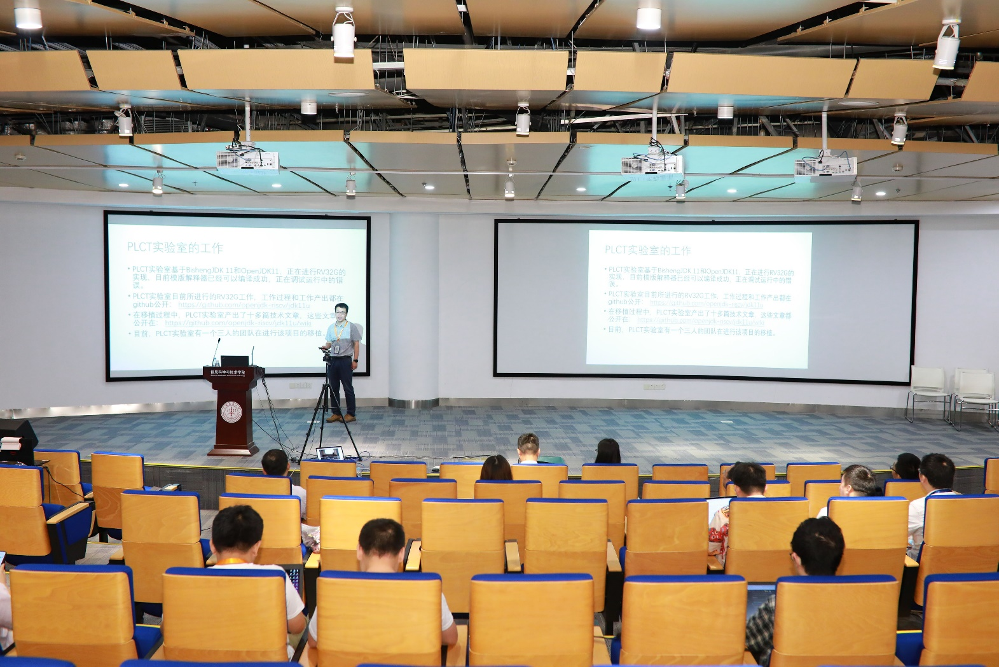 PLCT实验室的工作
• PLCT实验室基于BishengJDK 11和OpenJDK11，正在进行RV32G的
实现，目前模版解释器已经可以编译成功，正在调试运行中的错
误。
• PLCT实验室目前所进行的RV32G工作，工作过程和工作产出都在
github公开： https://github.com/openjdk-riscv/jdk11u
• 在移植过程中，PLCT实验室产出了十多篇技术文章，这些文章
公开在： https://github.com/openjdk-riscv/jdk11u/wiki
• 目前，PLCT实验室有一个三人的团队在进行该项目的移植。
信息科学与技术学院
School of Information Science and Technology
PLCT实验室的工作
• PLCT实验室基于BishengJDK 11和OpenJDK11，正在进行RV32G的
实现，目前模版解释器已经可以编译成功，正在调试运行中的错
误。
• PLCT实验室目前所进行的RV32G工作，工作过程和工作产出都在
github公开： https://github.com/openjdk-riscv/jdk11u
• 在移植过程中，PLCT实验室产出了十多篇技术文章，这些文章都
公开在： https://github.com/openjdk-riscv/jdk11u/wiki
• 目前，PLCT实验室有一个三人的团队在进行该项目的移植。